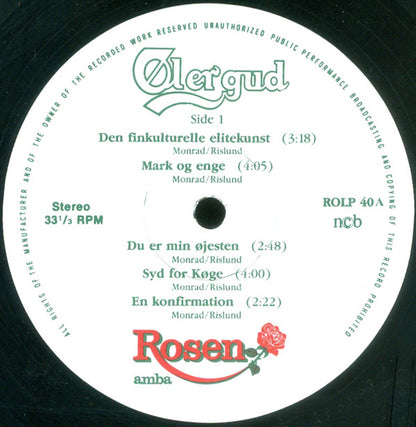 ALL RIGHTS OF THE MANUFACTURER AND OF THE OWNER OF THE RECORDED WORK RESERVED UNAUTHORIZED PUBLIC PERFORMANCE BROADCASTING AND COPYING OF THIS RECORD PROHIBITED
Ølergud
Side 1
Den finkulturelle elitekunst (3:18)
Monrad/Rislund
Mark og enge (4:05)
Monrad/Rislund
Stereo
33 1/3 RPM
ROLP 40 A
ncb
Du er min øjesten (2:48)
Monrad/Rislund
Syd for Køge (4:00)
Monrad/Rislund
En konfirmation (2:22)
Monrad/Rislund
Rosen
amba